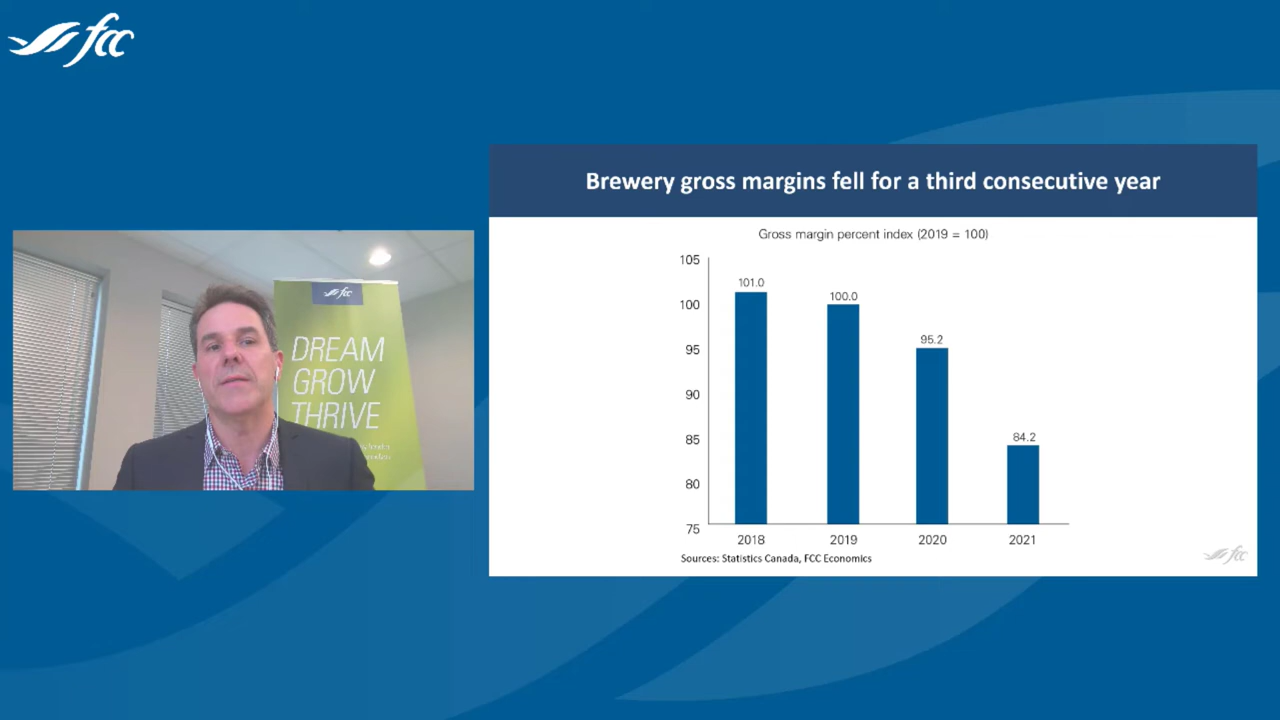 fcc
fcc
DREAM
GROW
THRIVE
Brewery gross margins fell for a third consecutive year
Gross margin percent index (2019 = 100)
105
100
95
90
85
80
75
101.0
100.0
95.2
84.2
2018
2019
2020
2021
Sources: Statistics Canada, FCC Economics
fcc